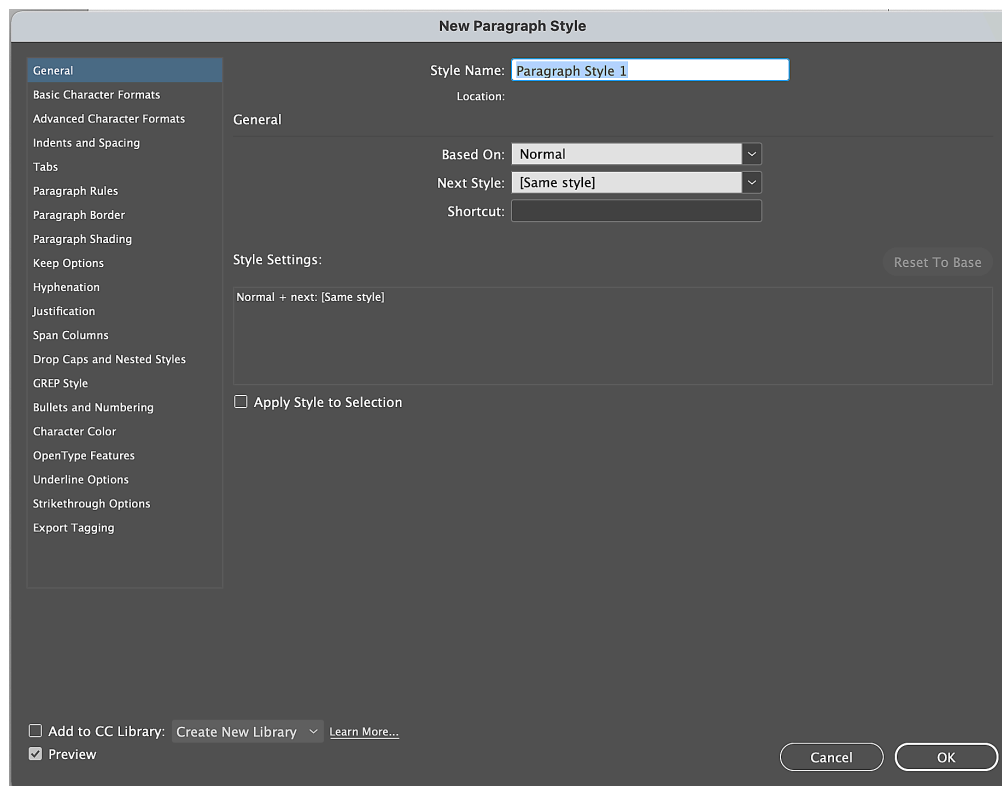 New Paragraph Style
General
Basic Character Formats
Advanced Character Formats
Indents and Spacing
Tabs
Paragraph Rules
Paragraph Border
Paragraph Shading
Keep Options
Hyphenation
Justification
Span Columns
Drop Caps and Nested Styles
GREP Style
Bullets and Numbering
Character Color
OpenType Features
Underline Options
Strikethrough Options
Export Tagging
Style Name: Paragraph Style 1
Location:
General
Based On: Normal
Next Style: [Same style]
Shortcut:
Style Settings: Reset To Base
Normal + next: [Same style]
Apply Style to Selection
Add to CC Library: Create New Library Learn More...
Preview
Cancel OK